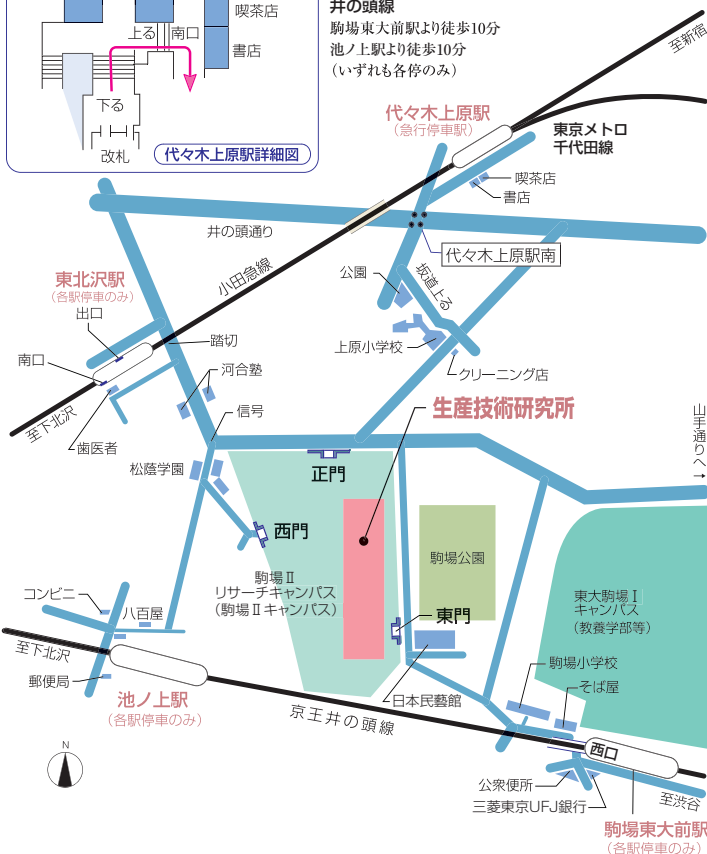 喫茶店
上る
南口
書店
下る
改札
代々木上原駅詳細図
井の頭線
駒場東大前駅より徒歩10分
池ノ上駅より徒歩10分
（いずれも各停のみ）
至新宿
代々木上原駅
（急行停車駅）
東京メトロ
千代田線
喫茶店
書店
井の頭通り
代々木上原駅南
小田急線
公園
坂道上る
東北沢駅
（各駅停車のみ）
出口
南口
踏切
上原小学校
クリーニング店
河合塾
至下北沢
歯医者
信号
生産技術研究所
山手通りへ→
松蔭学園
正門
西門
駒場Ⅱ
リサーチキャンパス
（駒場Ⅱキャンパス）
駒場公園
東大駒場Ⅰ
キャンパス
（教養学部等）
コンビニ
八百屋
東門
至下北沢
郵便局
池ノ上駅
（各駅停車のみ）
日本民藝館
駒場小学校
そば屋
京王井の頭線
N
西口
公衆便所
三菱東京UFJ銀行
至渋谷
駒場東大前駅
（各駅停車のみ）